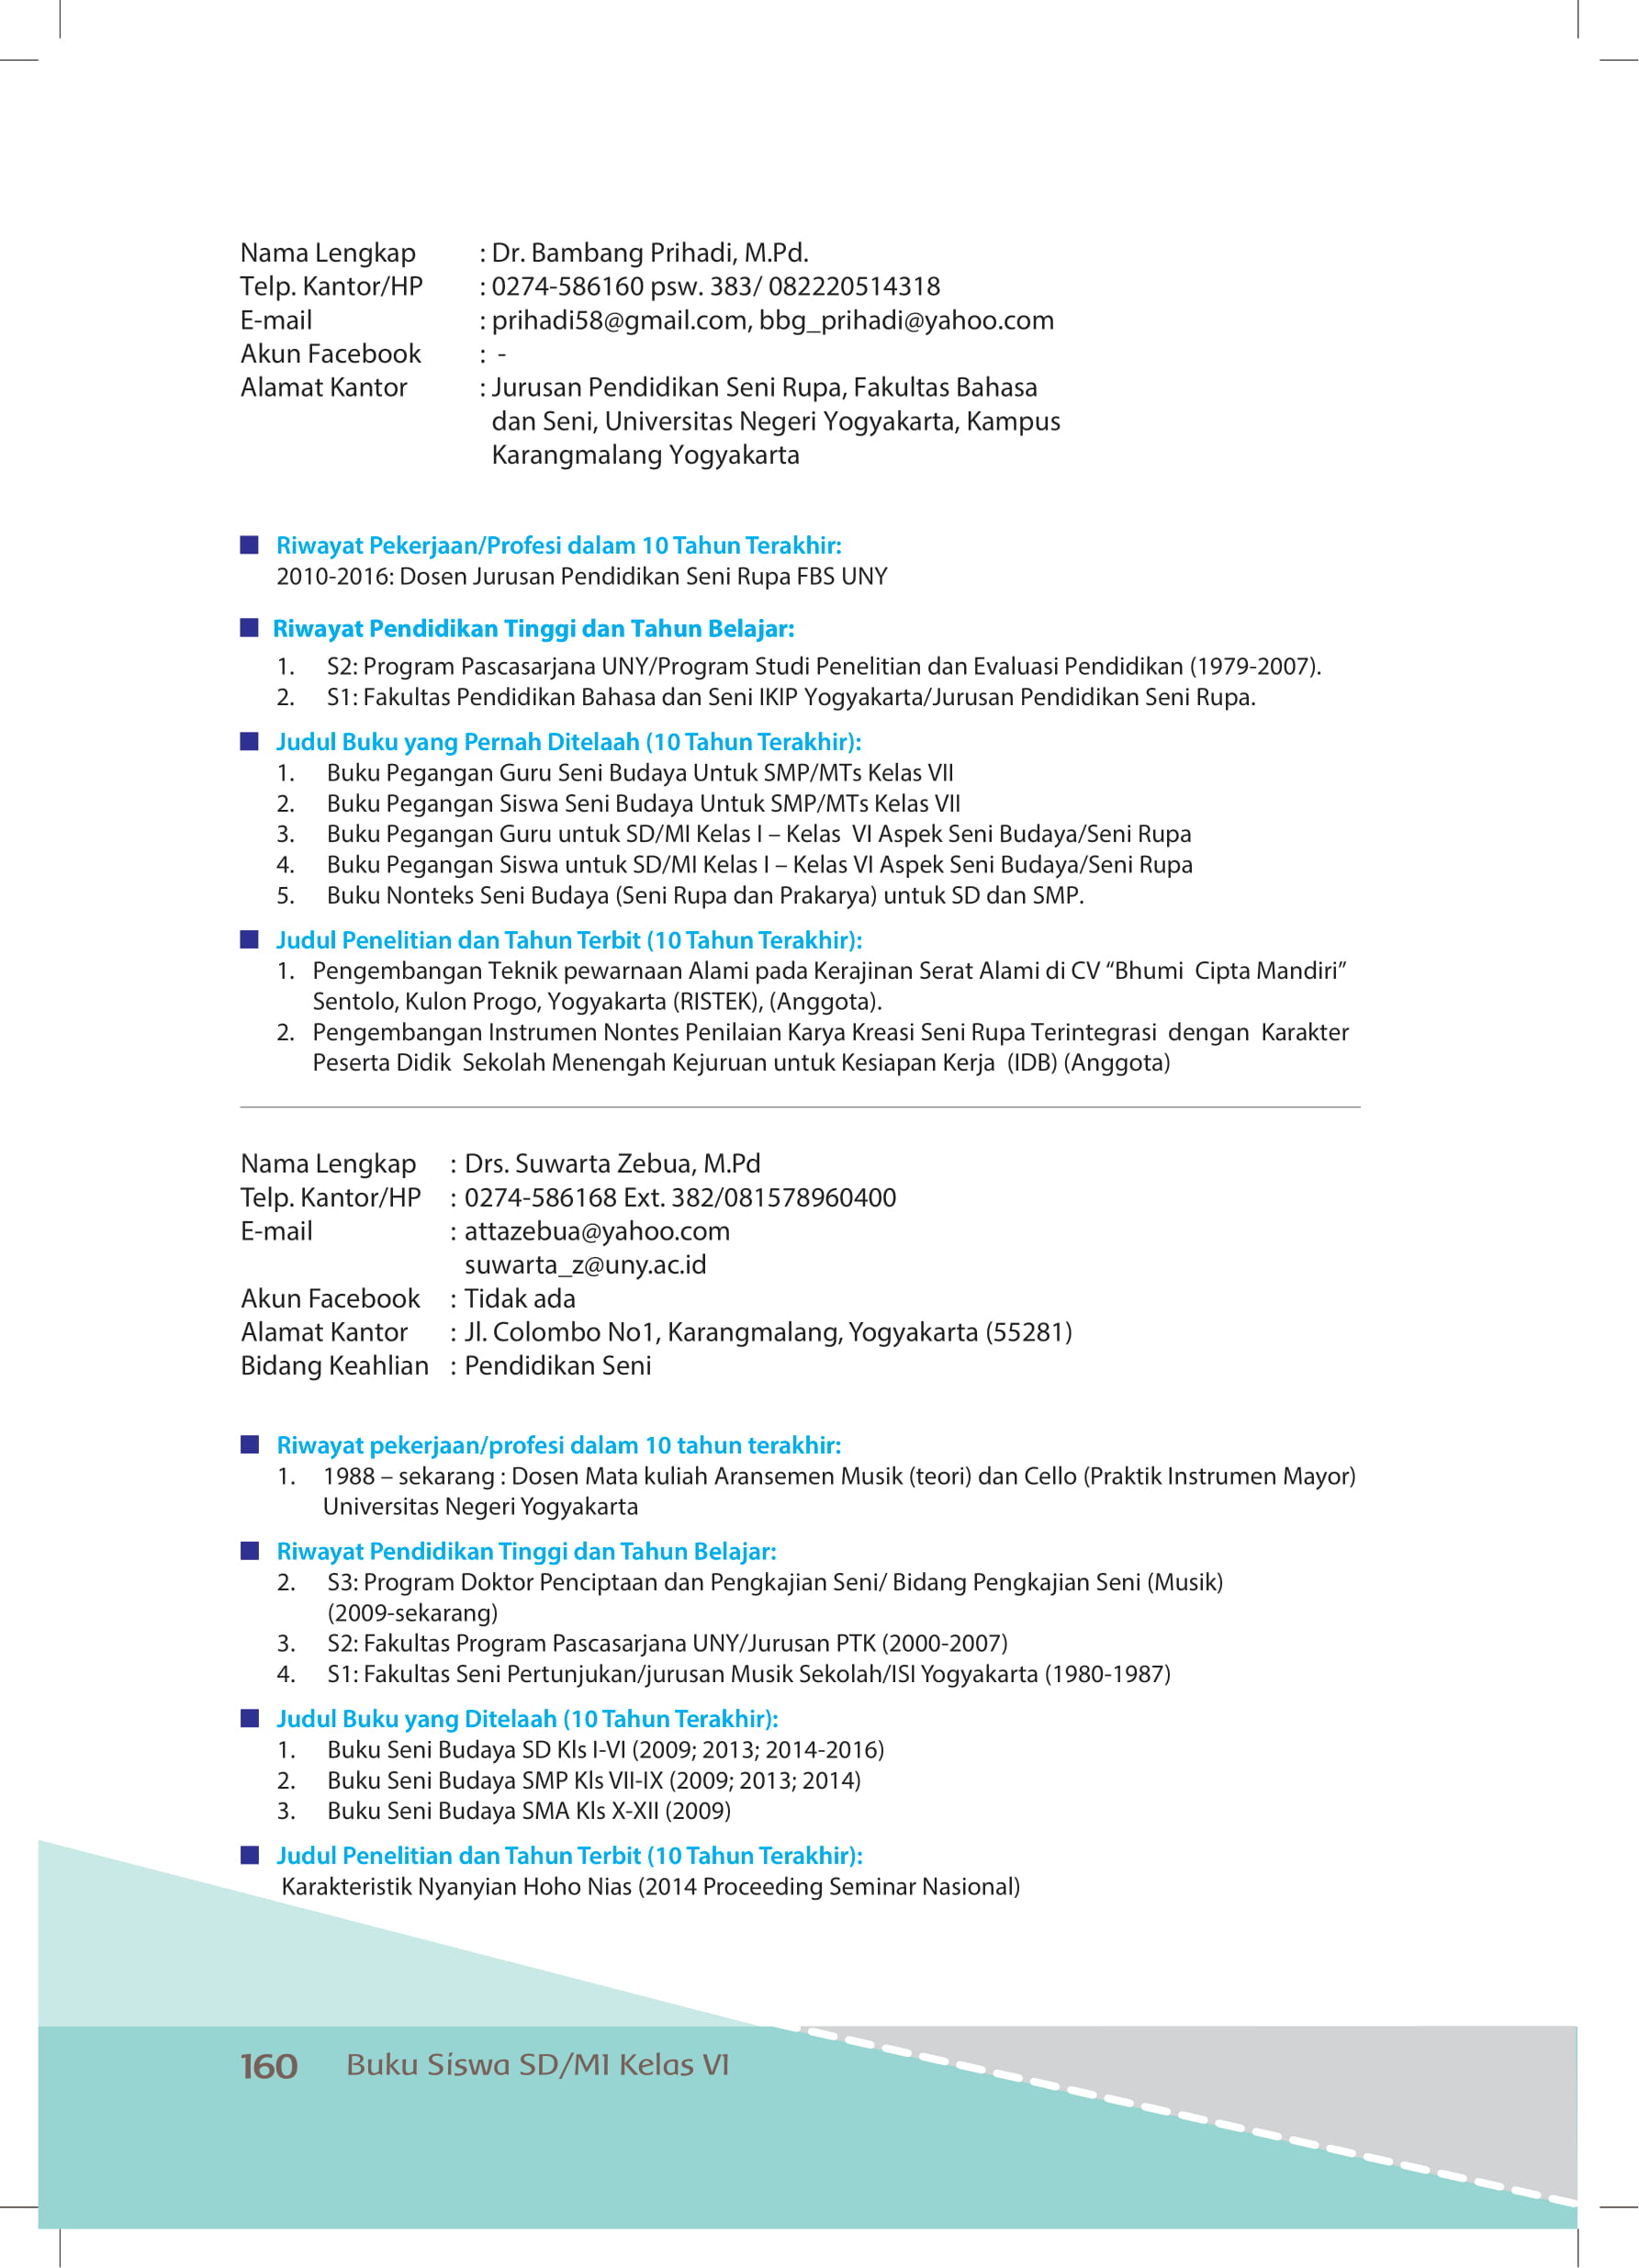 Nama Lengkap : Dr. Bambang Prihadi, M.Pd.
Telp. Kantor/HP : 0274-586160 psw. 383/ 082220514318
E-mail : prihadi58@gmail.com, bbg_prihadi@yahoo.com
Akun Facebook : -
Alamat Kantor : Jurusan Pendidikan Seni Rupa, Fakultas Bahasa
dan Seni, Universitas Negeri Yogyakarta, Kampus
Karangmalang Yogyakarta
■ Riwayat Pekerjaan/Profesi dalam 10 Tahun Terakhir:
2010-2016: Dosen Jurusan Pendidikan Seni Rupa FBS UNY
■ Riwayat Pendidikan Tinggi dan Tahun Belajar:
1. S2: Program Pascasarjana UNY/Program Studi Penelitian dan Evaluasi Pendidikan (1979-2007).
2. S1: Fakultas Pendidikan Bahasa dan Seni IKIP Yogyakarta/Jurusan Pendidikan Seni Rupa.
■ Judul Buku yang Pernah Ditelaah (10 Tahun Terakhir):
1. Buku Pegangan Guru Seni Budaya Untuk SMP/MTs Kelas VII
2. Buku Pegangan Siswa Seni Budaya Untuk SMP/MTs Kelas VII
3. Buku Pegangan Guru untuk SD/MI Kelas I – Kelas VI Aspek Seni Budaya/Seni Rupa
4. Buku Pegangan Siswa untuk SD/MI Kelas I – Kelas VI Aspek Seni Budaya/Seni Rupa
5. Buku Nonteks Seni Budaya (Seni Rupa dan Prakarya) untuk SD dan SMP.
■ Judul Penelitian dan Tahun Terbit (10 Tahun Terakhir):
1. Pengembangan Teknik pewarnaan Alami pada Kerajinan Serat Alami di CV “Bhumi Cipta Mandiri”
Sentolo, Kulon Progo, Yogyakarta (RISTEK), (Anggota).
2. Pengembangan Instrumen Nontes Penilaian Karya Kreasi Seni Rupa Terintegrasi dengan Karakter
Peserta Didik Sekolah Menengah Kejuruan untuk Kesiapan Kerja (IDB) (Anggota)
Nama Lengkap : Drs. Suwarta Zebua, M.Pd
Telp. Kantor/HP : 0274-586168 Ext. 382/081578960400
E-mail : attazebua@yahoo.com
suwarta_z@uny.ac.id
Akun Facebook : Tidak ada
Alamat Kantor : Jl. Colombo No1, Karangmalang, Yogyakarta (55281)
Bidang Keahlian : Pendidikan Seni
■ Riwayat pekerjaan/profesi dalam 10 tahun terakhir:
1. 1988 – sekarang : Dosen Mata kuliah Aransemen Musik (teori) dan Cello (Praktik Instrumen Mayor)
Universitas Negeri Yogyakarta
■ Riwayat Pendidikan Tinggi dan Tahun Belajar:
2. S3: Program Doktor Penciptaan dan Pengkajian Seni/ Bidang Pengkajian Seni (Musik)
(2009-sekarang)
3. S2: Fakultas Program Pascasarjana UNY/Jurusan PTK (2000-2007)
4. S1: Fakultas Seni Pertunjukan/jurusan Musik Sekolah/ISI Yogyakarta (1980-1987)
■ Judul Buku yang Ditelaah (10 Tahun Terakhir):
1. Buku Seni Budaya SD Kls I-VI (2009; 2013; 2014-2016)
2. Buku Seni Budaya SMP Kls VII-IX (2009; 2013; 2014)
3. Buku Seni Budaya SMA Kls X-XII (2009)
■ Judul Penelitian dan Tahun Terbit (10 Tahun Terakhir):
Karakteristik Nyanyian Hoho Nias (2014 Proceeding Seminar Nasional)
160 Buku Siswa SD/MI Kelas VI